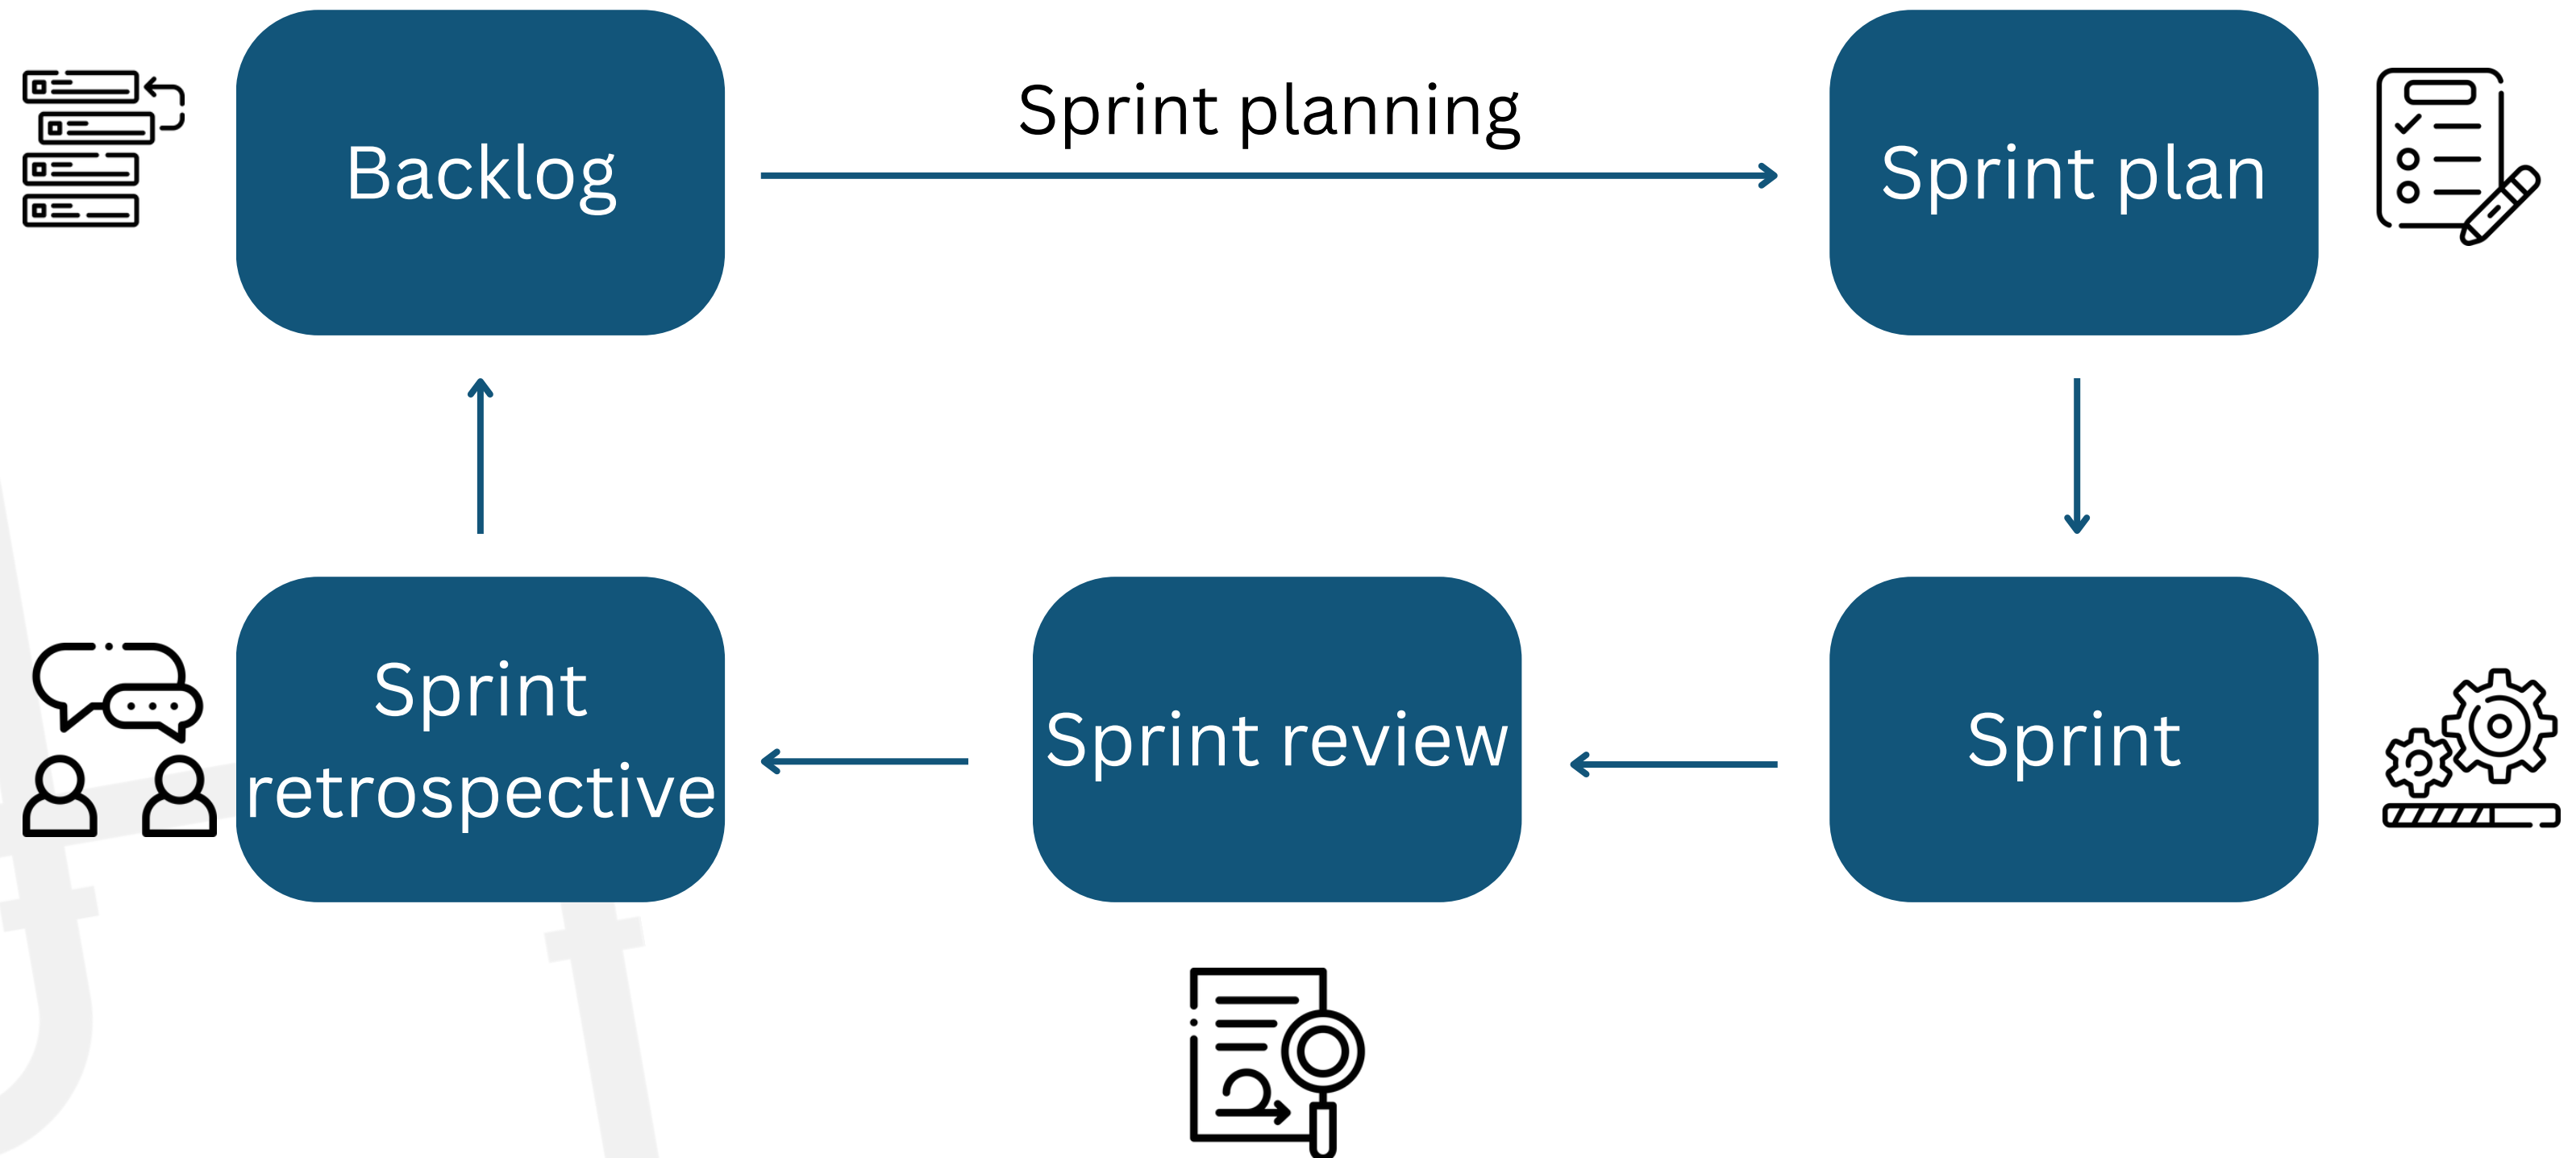 Backlog
Sprint planning
Sprint plan
Sprint
retrospective
Sprint review
Sprint